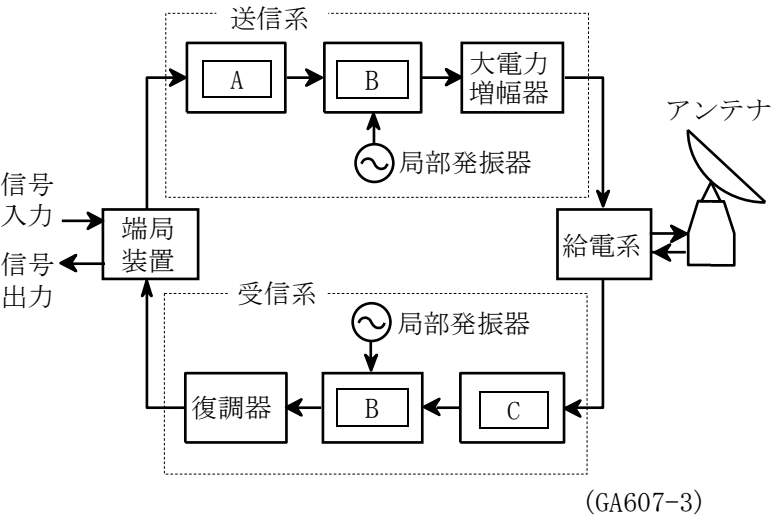 送信系
A
B
大電力
増幅器
局部発振器
アンテナ
信号
入力
端局
装置
信号
出力
給電系
受信系
局部発振器
復調器
B
C
(GA607-3)